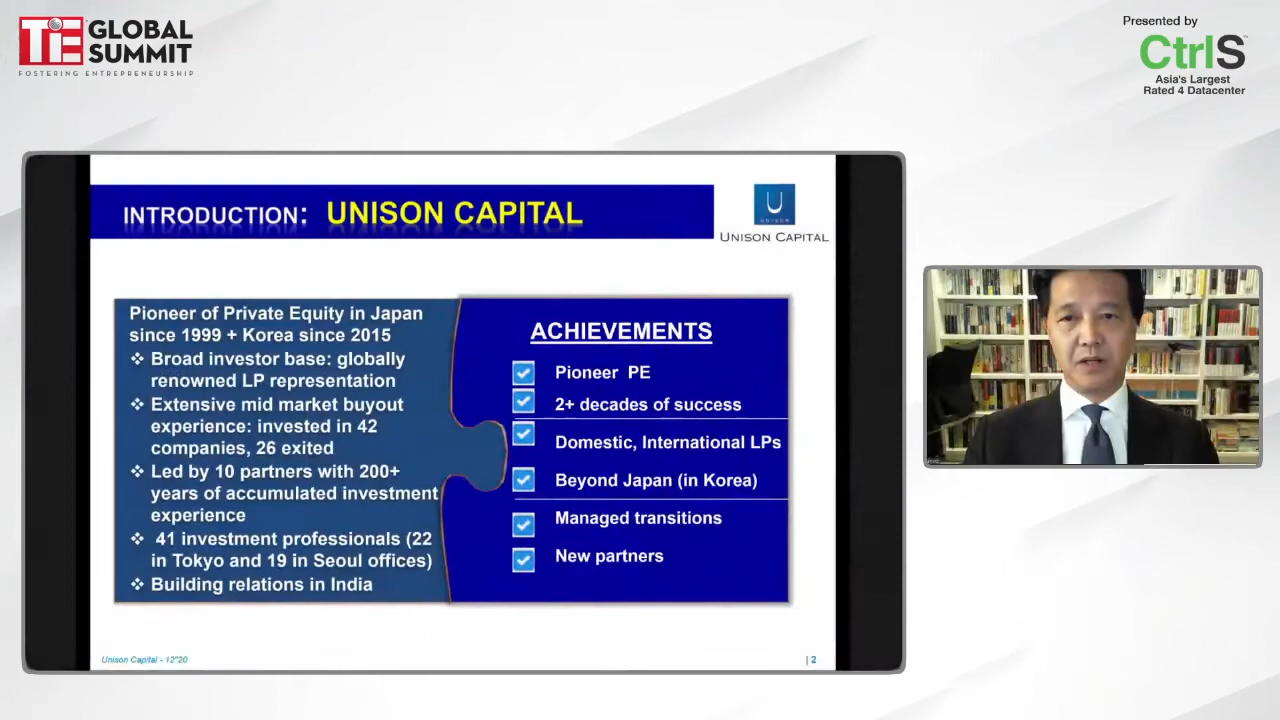 TiE GLOBAL
SUMMIT
FOSTERING ENTREPRENEURSHIP
Presented by
CtrlS
Asia's Largest
Rated 4 Datacenter
INTRODUCTION: UNISON CAPITAL
UNISON
UNISON CAPITAL
Pioneer of Private Equity in Japan
since 1999 + Korea since 2015
❖ Broad investor base: globally
renowned LP representation
❖ Extensive mid market buyout
experience: invested in 42
companies, 26 exited
❖ Led by 10 partners with 200+
years of accumulated investment
experience
❖ 41 investment professionals (22
in Tokyo and 19 in Seoul offices)
❖ Building relations in India
ACHIEVEMENTS
Pioneer PE
2+ decades of success
Domestic, International LPs
Beyond Japan (in Korea)
Managed transitions
New partners
Unison Capital - 12"20
| 2